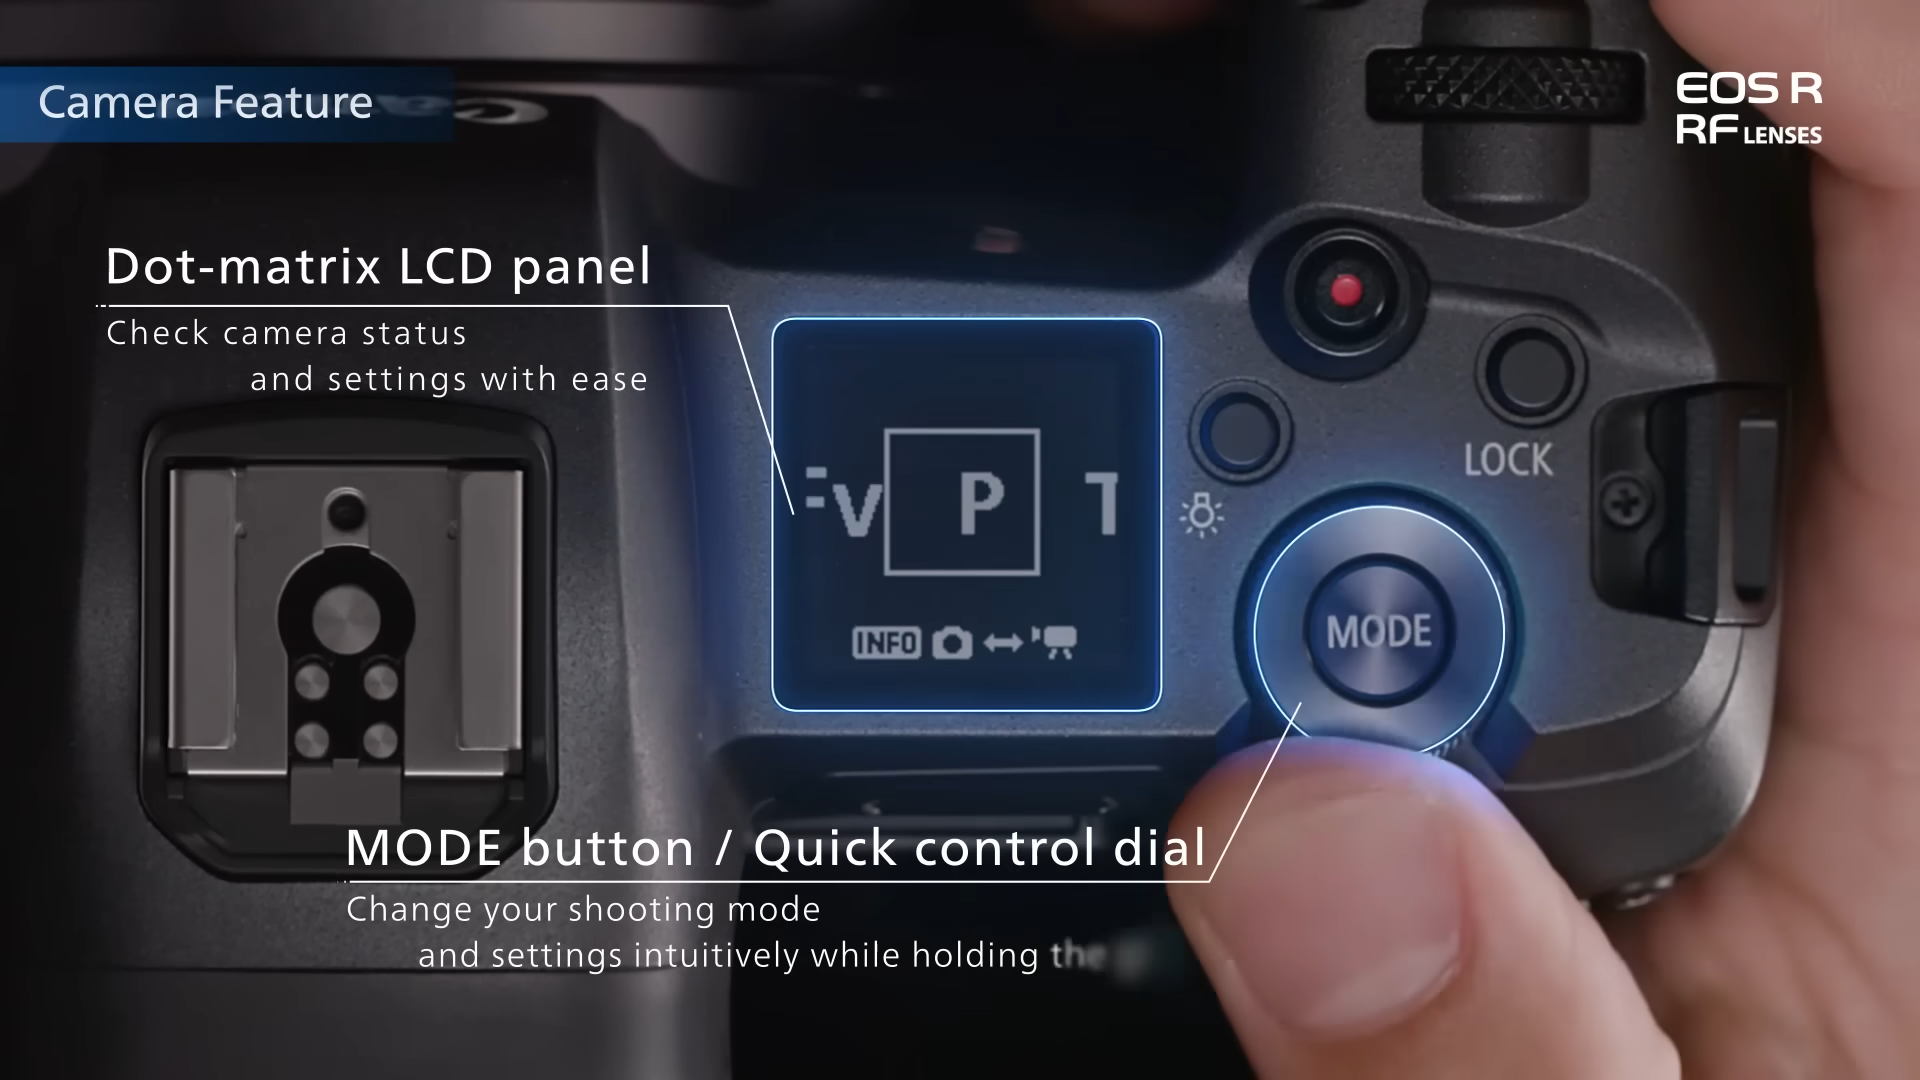 Camera Feature
EOS R
RF LENSES
Dot-matrix LCD panel
Check camera status
and settings with ease
P
INFO
LOCK
MODE
MODE button / Quick control dial
Change your shooting mode
and settings intuitively while holding the